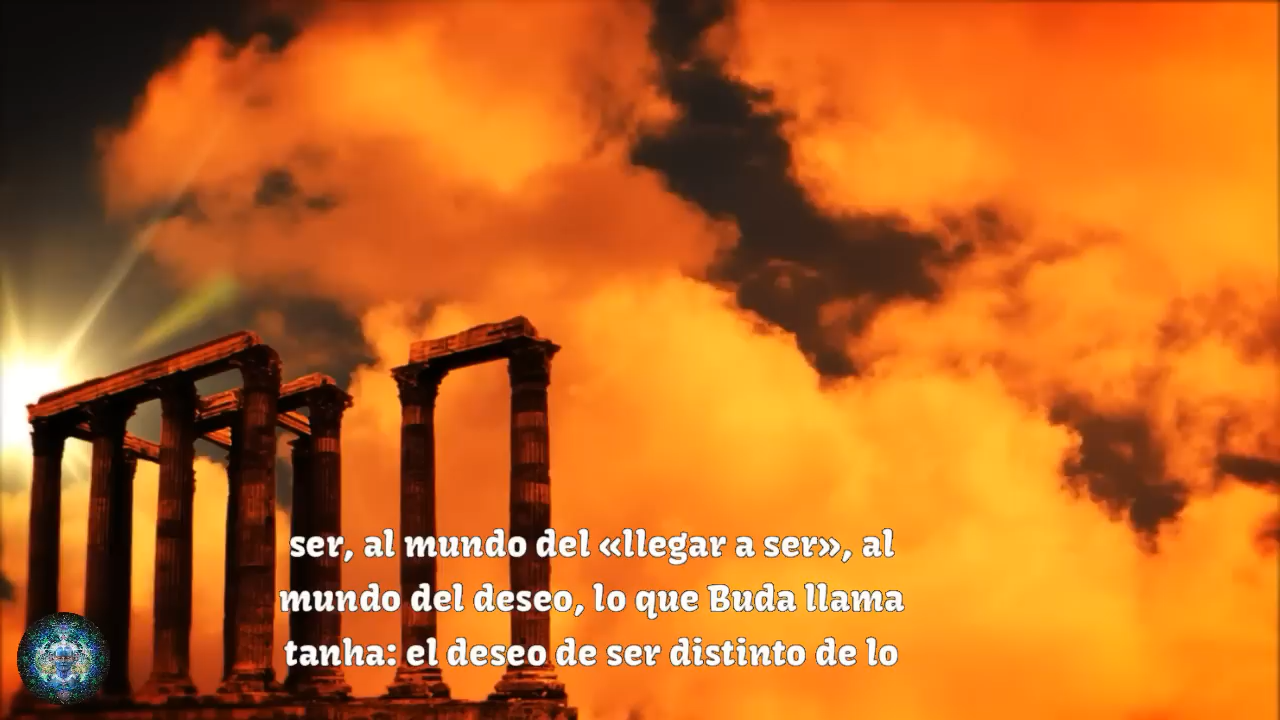 ser, al mundo del «llegar a ser», al
mundo del deseo, lo que Buda llama
tanha: el deseo de ser distinto de lo